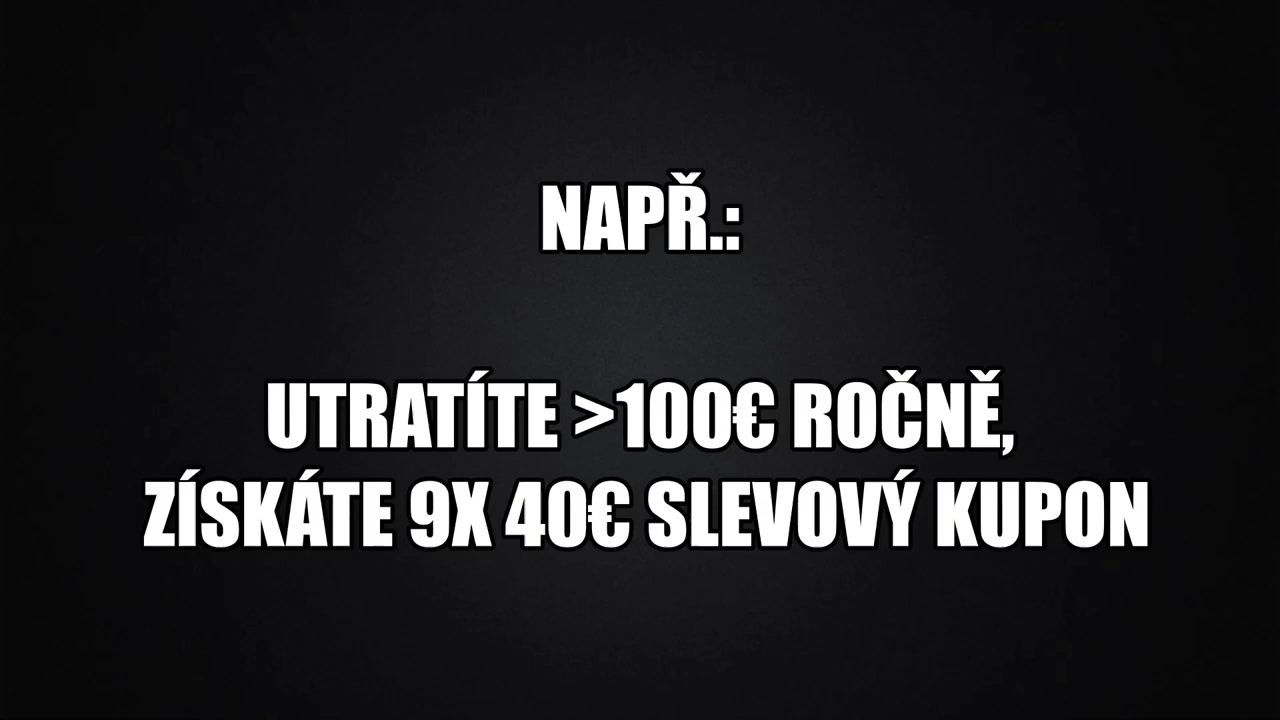 NAPŘ.:
UTRATÍTE >100€ ROČNĚ,
ZÍSKÁTE 9X 40€ SLEVOVÝ KUPON